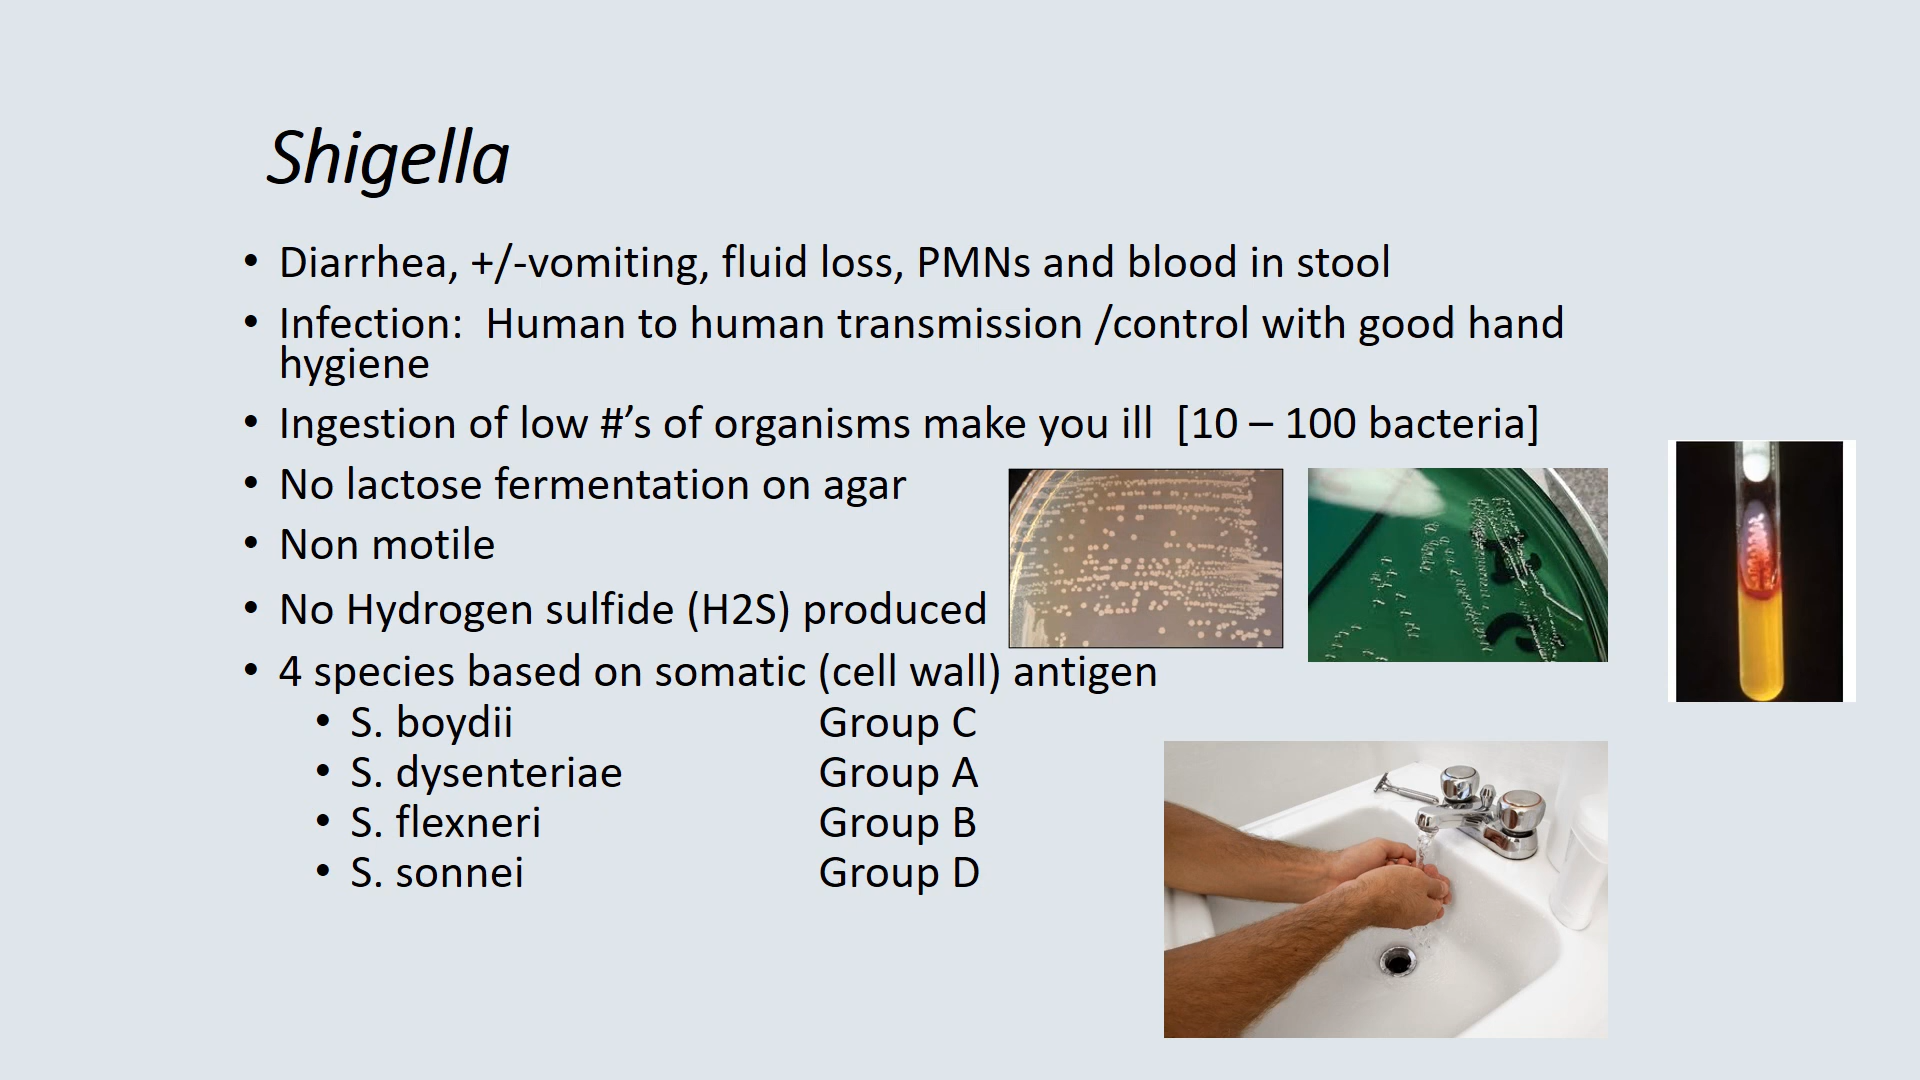 Shigella
• Diarrhea, +/-vomiting, fluid loss, PMNs and blood in stool
• Infection:  Human to human transmission /control with good hand
hygiene
• Ingestion of low #’s of organisms make you ill  [10 – 100 bacteria]
• No lactose fermentation on agar
• Non motile
• No Hydrogen sulfide (H2S) produced
• 4 species based on somatic (cell wall) antigen
• S. boydii Group C
• S. dysenteriae Group A
• S. flexneri Group B
• S. sonnei Group D